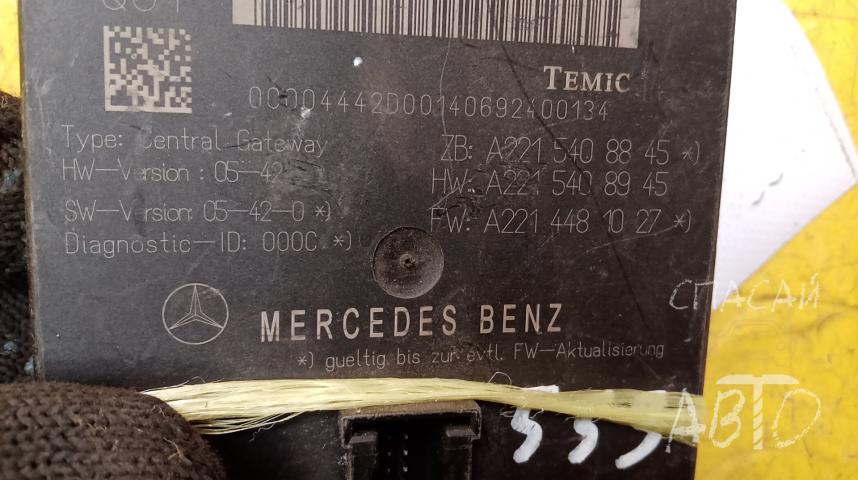 TEMIC
00004442D00140692400134
Type: Central Gateway
ZB: A221 540 88 45 *)
HW-Version : 05-42
HW: A221 540 89 45
SW-Version: 05-42-0 *)
FW: A221 448 10 27 *)
Diagnostic-ID: 000C *)
MERCEDES BENZ
*) gueltig bis zur evtl. FW-Aktualisierung
СПАСАЙ
АВТО